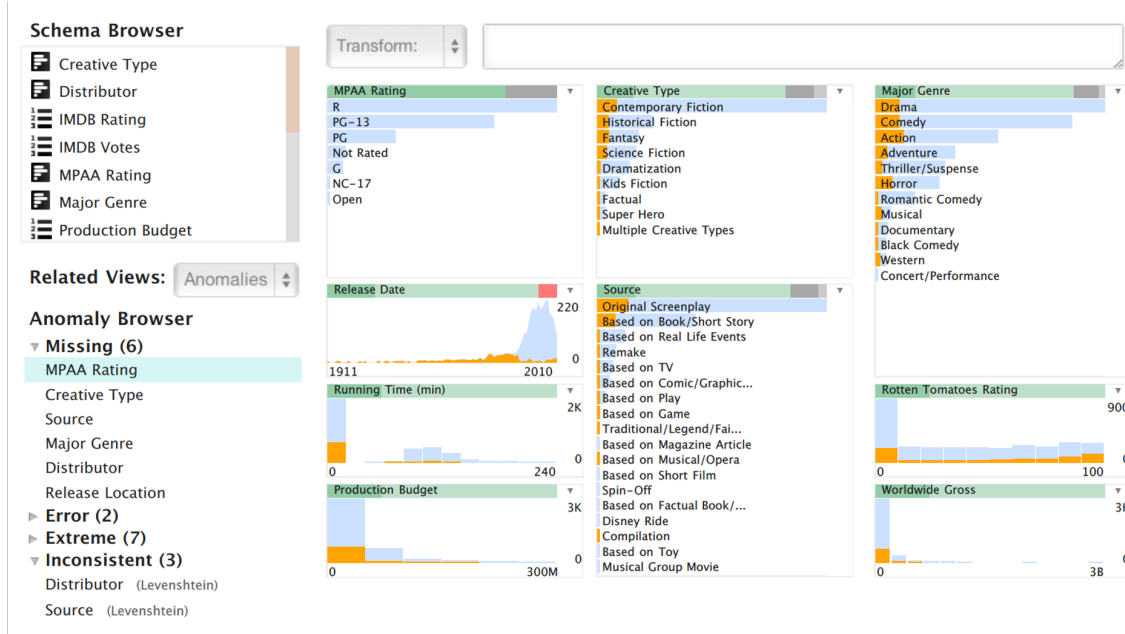 Schema Browser
Creative Type
Distributor
IMDB Rating
IMDB Votes
MPAA Rating
Major Genre
Production Budget
Related Views: Anomalies
Anomaly Browser
Missing (6)
MPAA Rating
Creative Type
Source
Major Genre
Distributor
Release Location
Error (2)
Extreme (7)
Inconsistent (3)
Distributor (Levenshtein)
Source (Levenshtein)
Transform:
MPAA Rating
R
PG-13
PG
Not Rated
G
NC-17
Open
Creative Type
Contemporary Fiction
Historical Fiction
Fantasy
Science Fiction
Dramatization
Kids Fiction
Factual
Super Hero
Multiple Creative Types
Major Genre
Drama
Comedy
Action
Adventure
Thriller/Suspense
Horror
Romantic Comedy
Musical
Documentary
Black Comedy
Western
Concert/Performance
Release Date
220
0
1911 2010
Running Time (min)
2K
0
0 240
Production Budget
3K
0
0 300M
Source
Original Screenplay
Based on Book/Short Story
Based on Real Life Events
Remake
Based on TV
Based on Comic/Graphic...
Based on Play
Based on Game
Traditional/Legend/Fai...
Based on Magazine Article
Based on Musical/Opera
Based on Short Film
Spin-Off
Based on Factual Book/...
Disney Ride
Compilation
Based on Toy
Musical Group Movie
Rotten Tomatoes Rating
900
0
0 100
Worldwide Gross
3K
0
0 3B